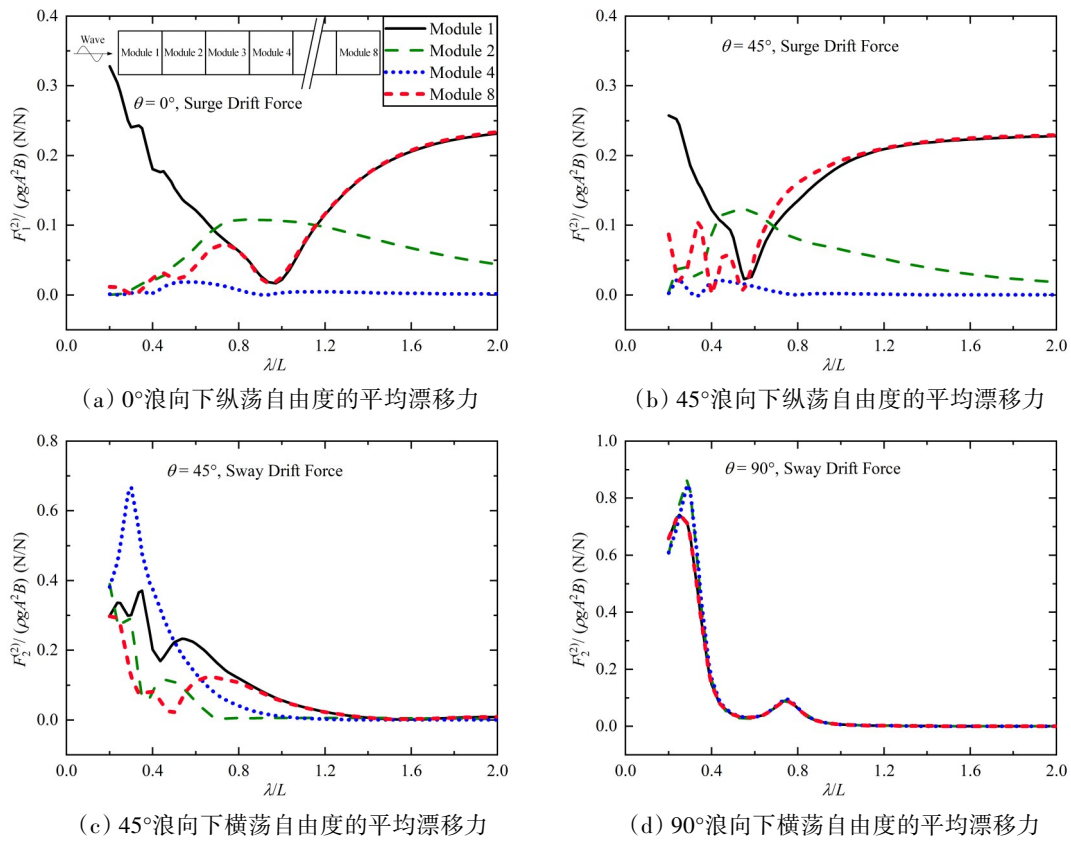 0.4
0.3
0.2
0.1
0.0
0.0 0.4 0.8 1.2 1.6 2.0
F₁⁽²⁾/ (ρgA²B) (N/N)
λ/L
Wave
Module 1 Module 2 Module 3 Module 4 Module 8
Module 1
Module 2
Module 4
Module 8
θ = 0°, Surge Drift Force
(a) 0°浪向下纵荡自由度的平均漂移力
0.4
0.3
0.2
0.1
0.0
0.0 0.4 0.8 1.2 1.6 2.0
F₁⁽²⁾/ (ρgA²B) (N/N)
λ/L
θ = 45°, Surge Drift Force
(b) 45°浪向下纵荡自由度的平均漂移力
0.8
0.6
0.4
0.2
0.0
0.0 0.4 0.8 1.2 1.6 2.0
F₂⁽²⁾/ (ρgA²B) (N/N)
λ/L
θ = 45°, Sway Drift Force
(c) 45°浪向下横荡自由度的平均漂移力
1.0
0.8
0.6
0.4
0.2
0.0
0.0 0.4 0.8 1.2 1.6 2.0
F₂⁽²⁾/ (ρgA²B) (N/N)
λ/L
θ = 90°, Sway Drift Force
(d) 90°浪向下横荡自由度的平均漂移力